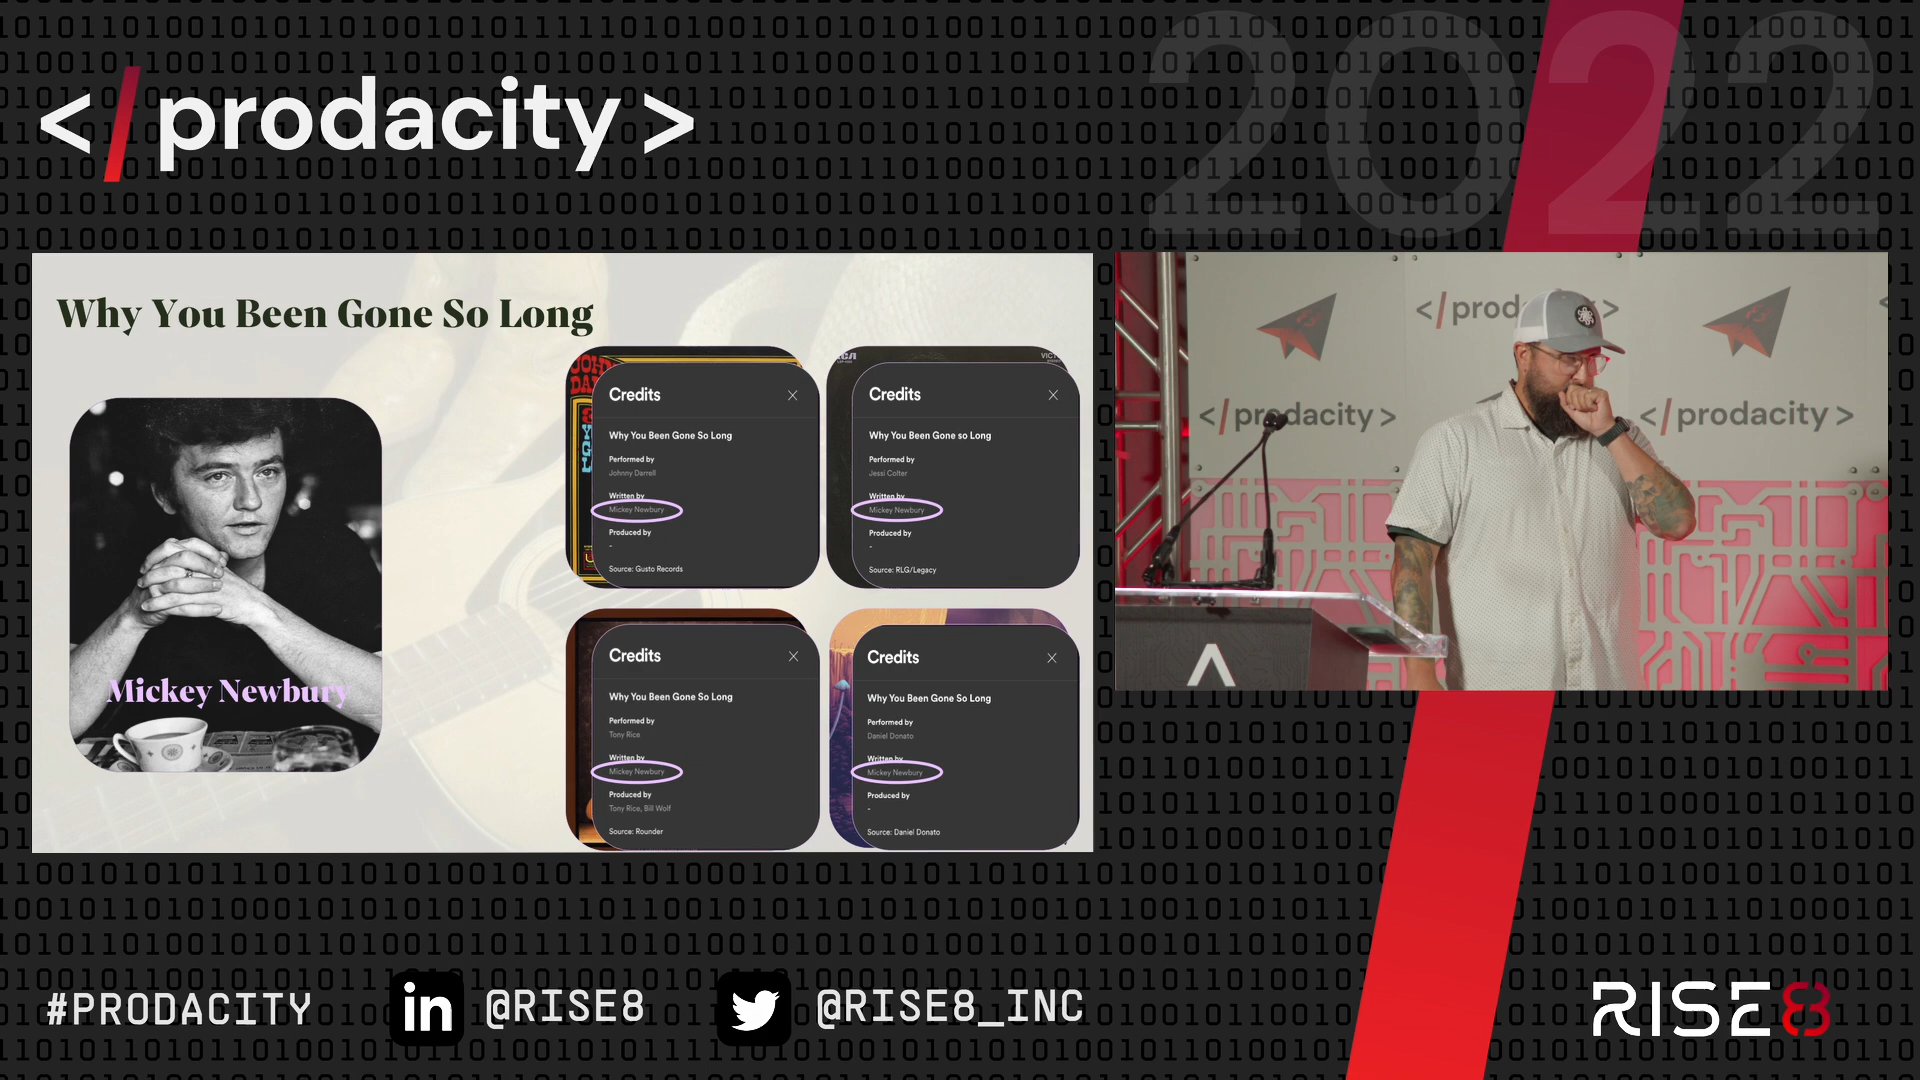 2022
</prodacity>
Why You Been Gone So Long
Mickey Newbury
Credits
Why You Been Gone So Long
Performed by
Johnny Darrell
Written by
Mickey Newbury
Produced by
-
Source: Gusto Records
Credits
Why You Been Gone so Long
Performed by
Jessi Colter
Written by
Mickey Newbury
Produced by
-
Source: RLG/Legacy
Credits
Why You Been Gone So Long
Performed by
Tony Rice
Written by
Mickey Newbury
Produced by
Tony Rice, Bill Wolf
Source: Rounder
Credits
Why You Been Gone So Long
Performed by
Daniel Donato
Written by
Mickey Newbury
Produced by
-
Source: Daniel Donato
</prodacity>
</prodacity>
#PRODACITY
in @RISE8
@RISE8_INC
RISE8